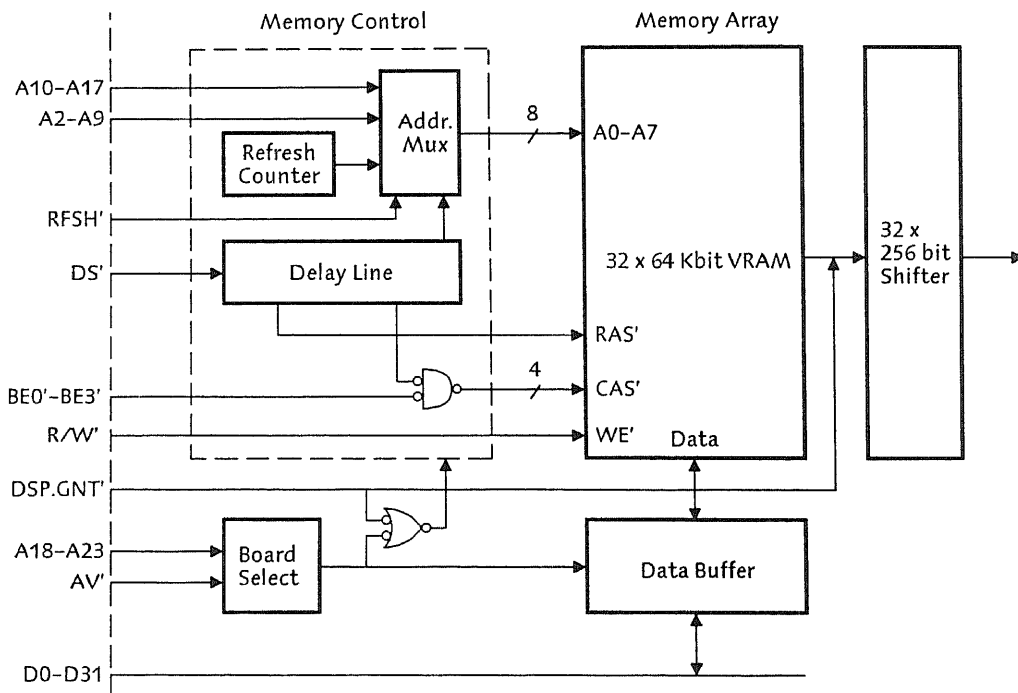 Memory Control
Memory Array
A10-A17
A2-A9
Refresh
Counter
Addr.
Mux
8
A0-A7
RFSH'
DS'
Delay Line
32 x 64 Kbit VRAM
32 x
256 bit
Shifter
RAS'
4
CAS'
BE0'-BE3'
R/W'
WE'
Data
DSP.GNT'
A18-A23
AV'
Board
Select
Data Buffer
D0-D31